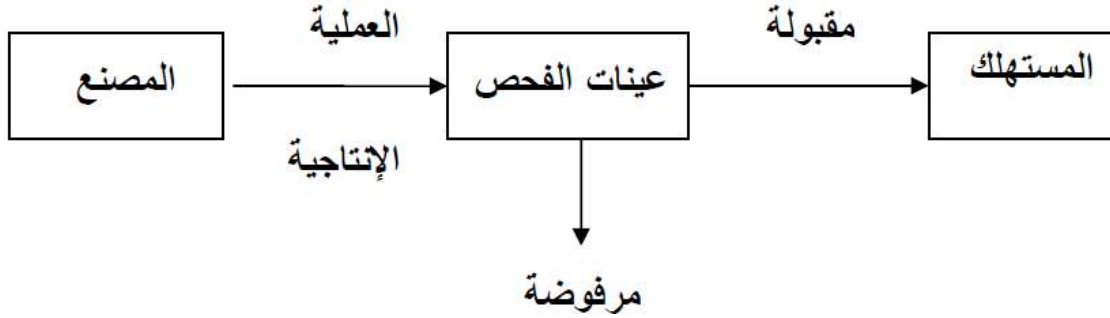 المصنع
العملية
الإنتاجية
عينات الفحص
مقبولة
المستهلك
مرفوضة